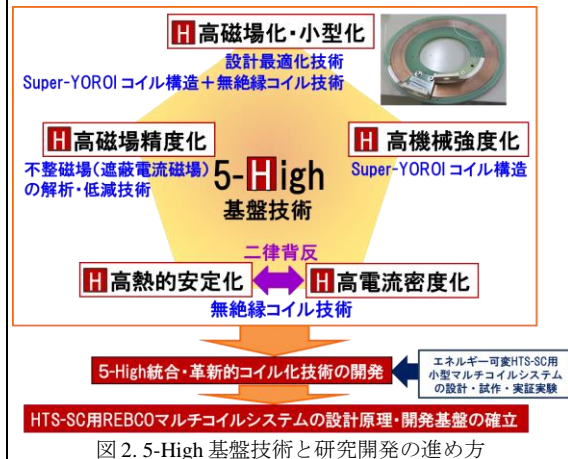 H 高磁場化・小型化
設計最適化技術
Super-YOROIコイル構造+無絶縁コイル技術
H 高磁場精度化
不整磁場(遮蔽電流磁場)
の解析・低減技術
H 高機械強度化
Super-YOROIコイル構造
5-High
基盤技術
二律背反
H 高熱的安定化
H 高電流密度化
無絶縁コイル技術
5-High統合・革新的コイル化技術の開発
エネルギー可変HTS-SC用
小型マルチコイルシステム
の設計・試作・実証実験
HTS-SC用REBCOマルチコイルシステムの設計原理・開発基盤の確立
図 2. 5-High 基盤技術と研究開発の進め方